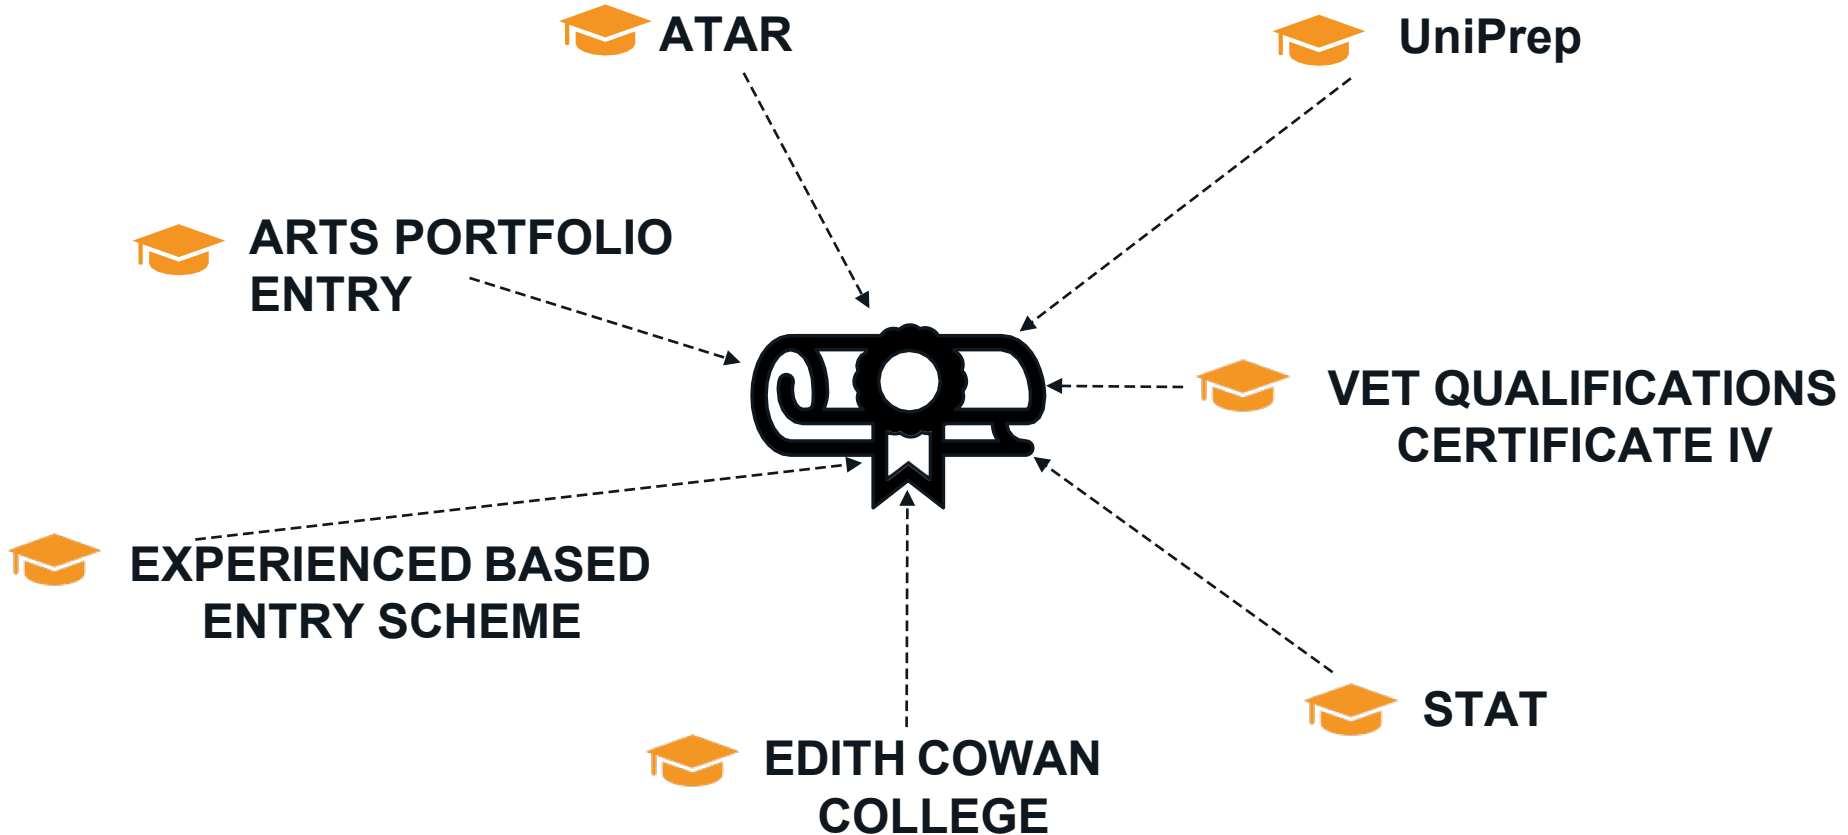 ATAR
UniPrep
ARTS PORTFOLIO
ENTRY
VET QUALIFICATIONS
CERTIFICATE IV
EXPERIENCED BASED
ENTRY SCHEME
STAT
EDITH COWAN
COLLEGE